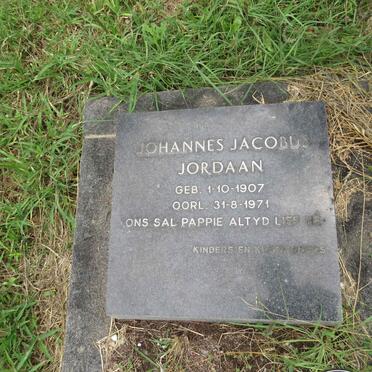 JOHANNES JACOBUS
JORDAAN
GEB. 1-10-1907
OORL. 31-8-1971
ONS SAL PAPPIE ALTYD LIEF HÊ
KINDERS EN